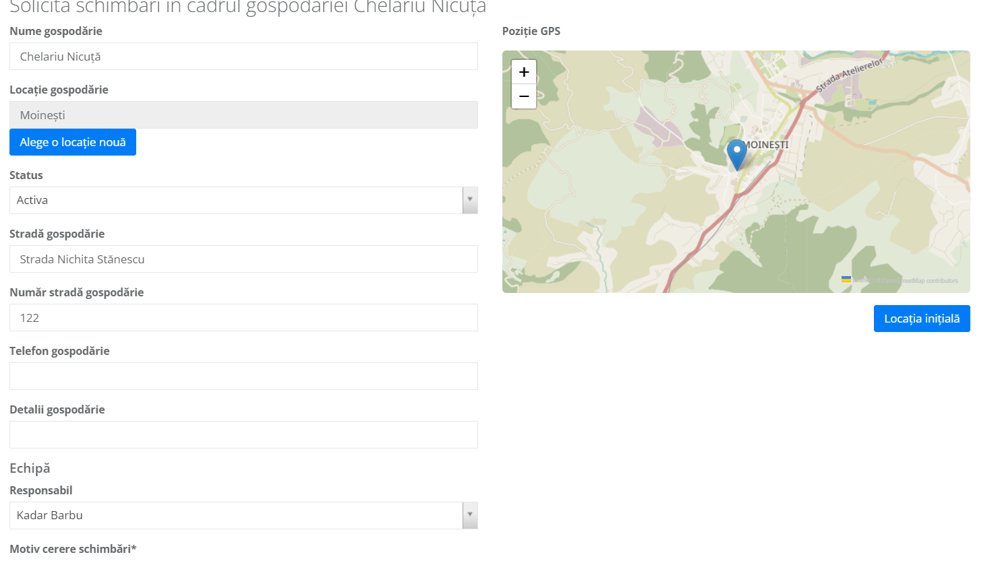 Solicită schimbări în cadrul gospodăriei Chelariu Nicuță
Nume gospodărie
Chelariu Nicuță
Locație gospodărie
Moinești
Alege o locație nouă
Status
Activa
Stradă gospodărie
Strada Nichita Stănescu
Număr stradă gospodărie
122
Telefon gospodărie
Detalii gospodărie
Echipă
Responsabil
Kadar Barbu
Motiv cerere schimbări*
Poziție GPS
+
−
Strada Atelierelor
MOINEȘTI
Leaflet | © OpenStreetMap contributors
Locația inițială